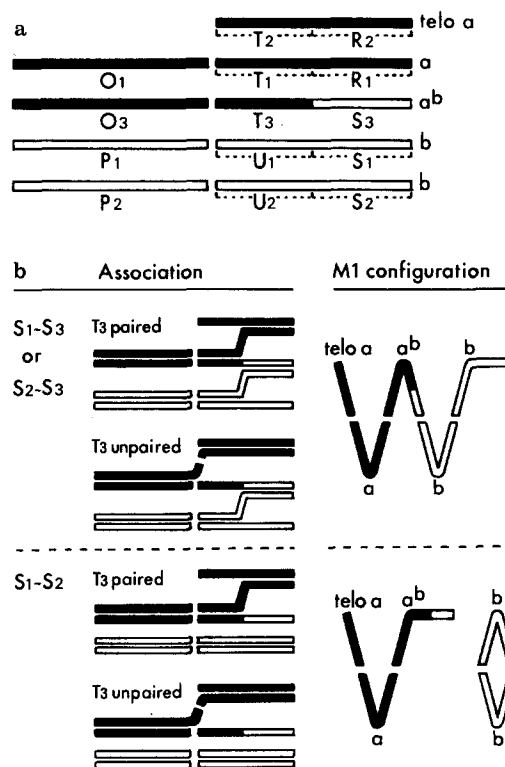 a
telo a
T2 R2
a
O1 T1 R1
ab
O3 T3 S3
b
P1 U1 S1
b
P2 U2 S2
b Association M1 configuration
S1~S3
or
S2~S3
T3 paired
telo a ab b
T3 unpaired
a b
S1~S2
T3 paired
telo a ab b
T3 unpaired
a b